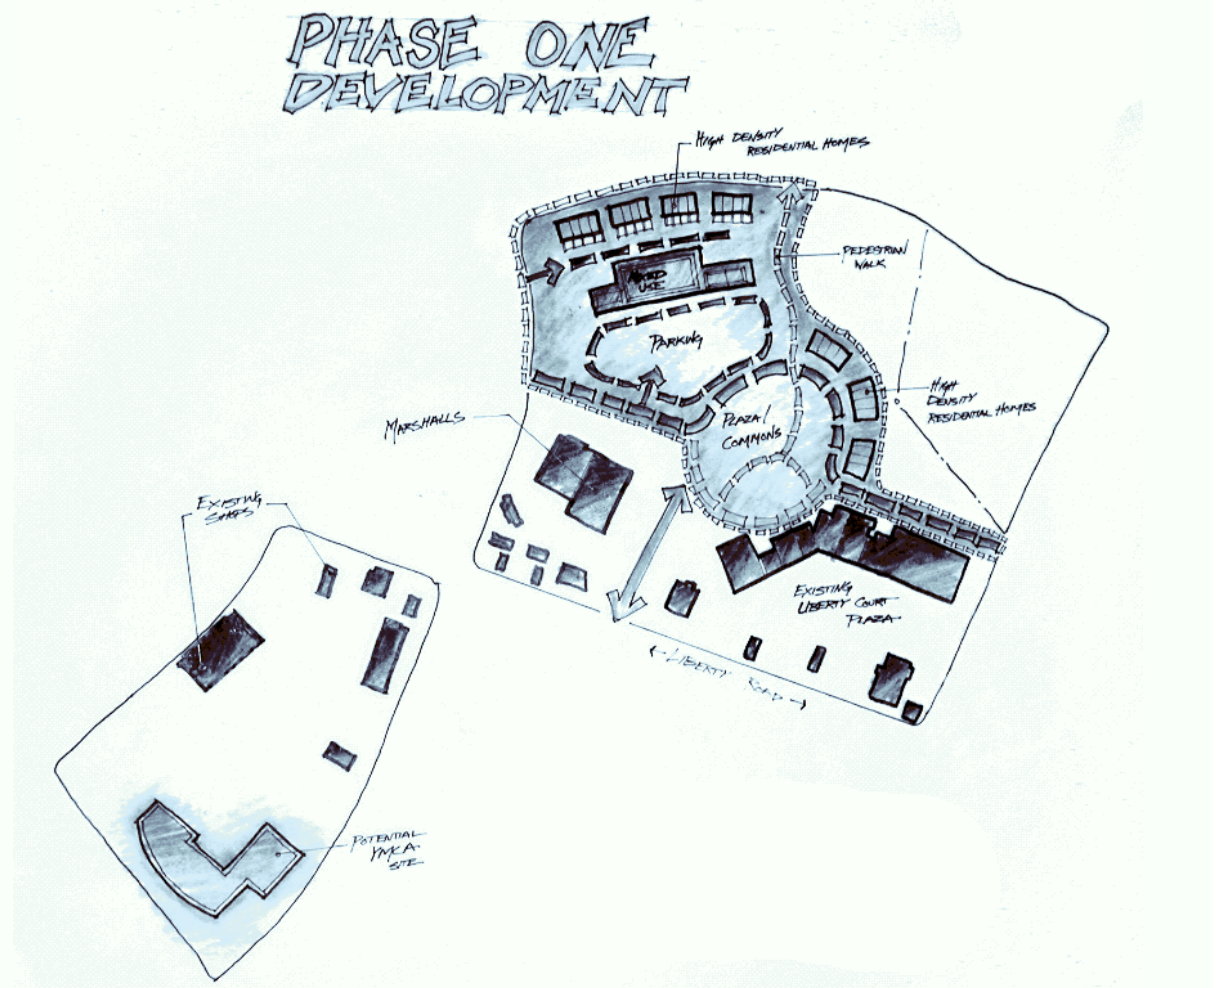 PHASE ONE
DEVELOPMENT
HIGH DENSITY
RESIDENTIAL HOMES
PEDESTRIAN
WALK
MIXED
USE
PARKING
HIGH
DENSITY
RESIDENTIAL HOMES
PLAZA/
COMMONS
MARSHALLS
EXISTING
SHOPS
EXISTING
LIBERTY COURT
PLAZA
LIBERTY ROAD
POTENTIAL
YMCA
SITE